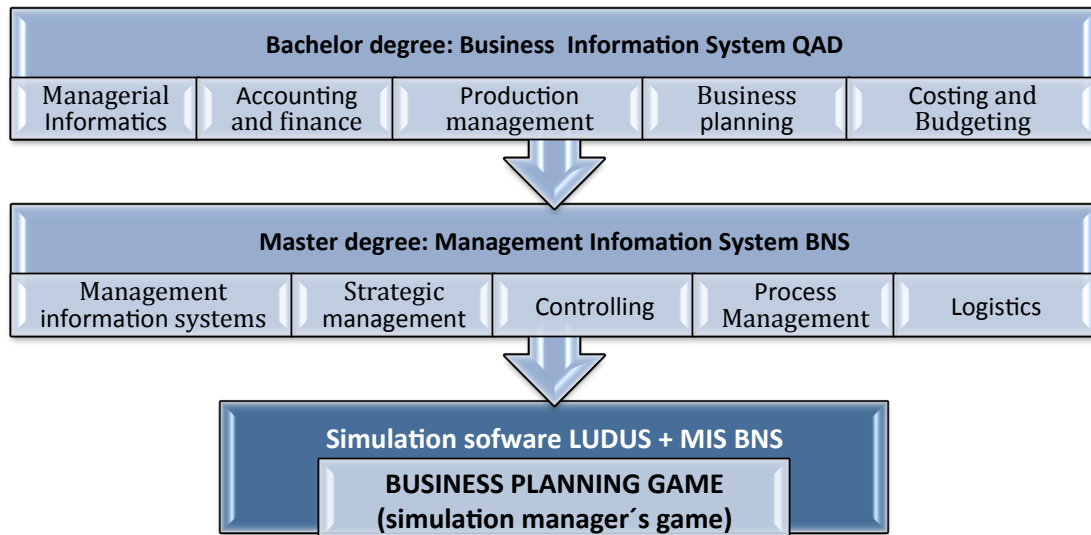 Bachelor degree: Business Information System QAD
Managerial
Informatics
Accounting
and finance
Production
management
Business
planning
Costing and
Budgeting
Master degree: Management Infomation System BNS
Management
information systems
Strategic
management
Controlling
Process
Management
Logistics
Simulation sofware LUDUS + MIS BNS
BUSINESS PLANNING GAME
(simulation manager´s game)